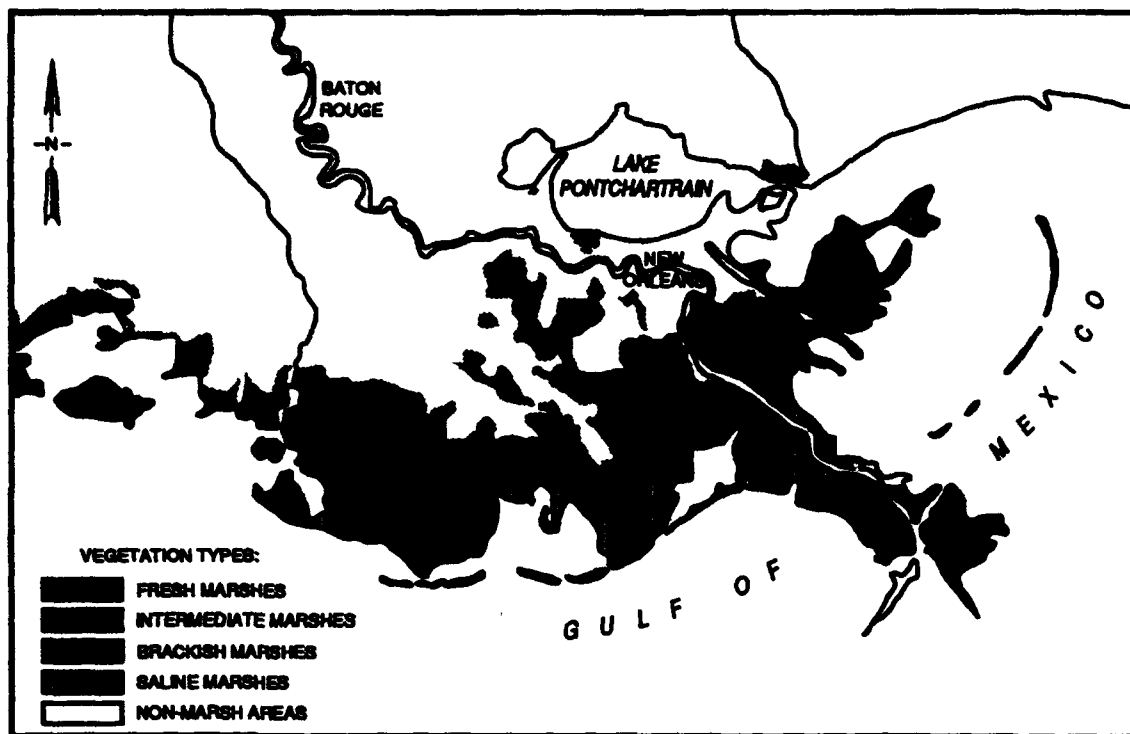 BATON
ROUGE
-N-
LAKE
PONTCHARTRAIN
NEW
ORLEANS
GULF OF
MEXICO
VEGETATION TYPES:
FRESH MARSHES
INTERMEDIATE MARSHES
BRACKISH MARSHES
SALINE MARSHES
NON-MARSH AREAS